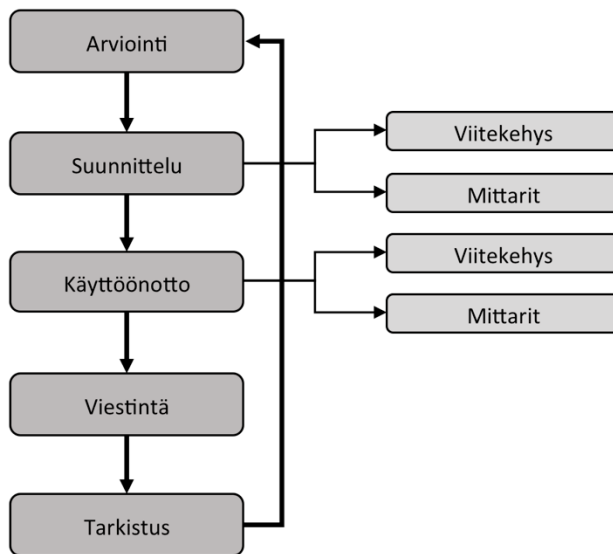 Arviointi
Suunnittelu
Viitekehys
Mittarit
Käyttöönotto
Viitekehys
Mittarit
Viestintä
Tarkistus